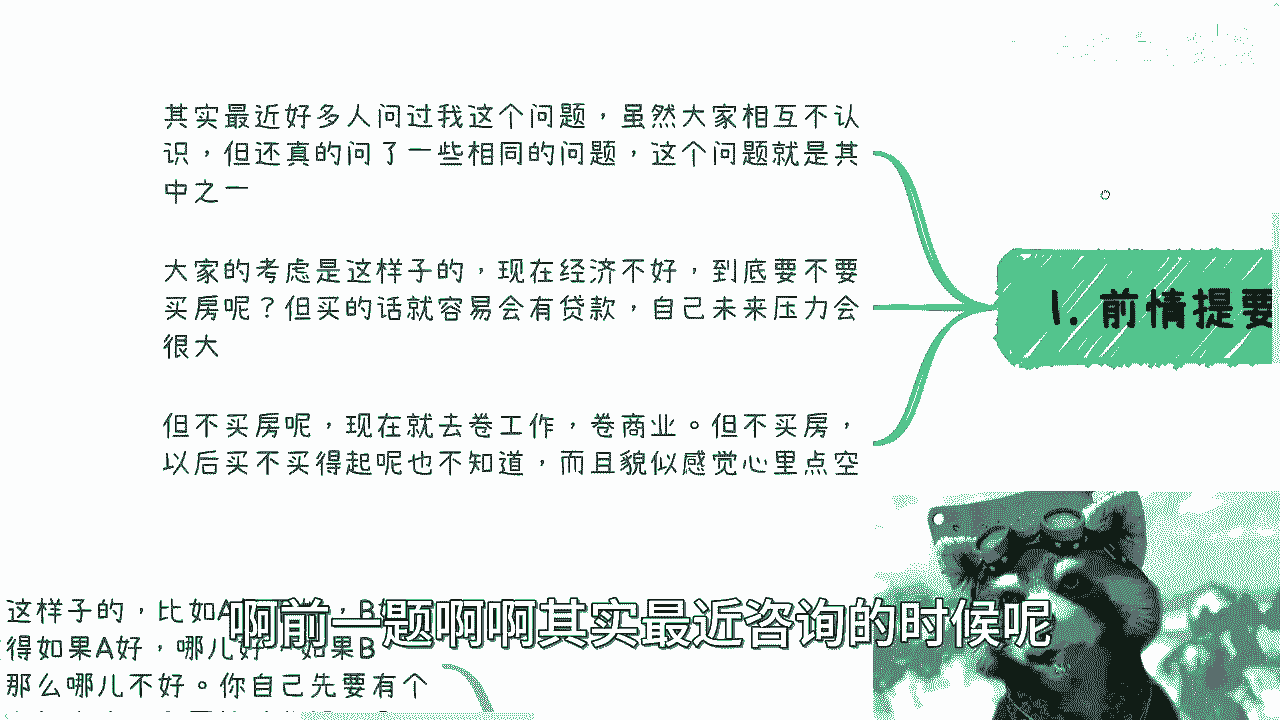 其实最近好多人问过我这个问题，虽然大家相互不认
识，但还真的问了一些相同的问题，这个问题就是其
中之一
大家的考虑是这样子的，现在经济不好，到底要不要
买房呢？但买的话就容易会有贷款，自己未来压力会
很大
但不买房呢，现在就去卷工作，卷商业。但不买房，
以后买不买得起呢也不知道，而且貌似感觉心里点空
1. 前情提要
这样子的，比如A
得如果A好，哪儿好，如果B
那么哪儿不好。你自己先要有个
啊前一题啊啊其实最近咨询的时候呢